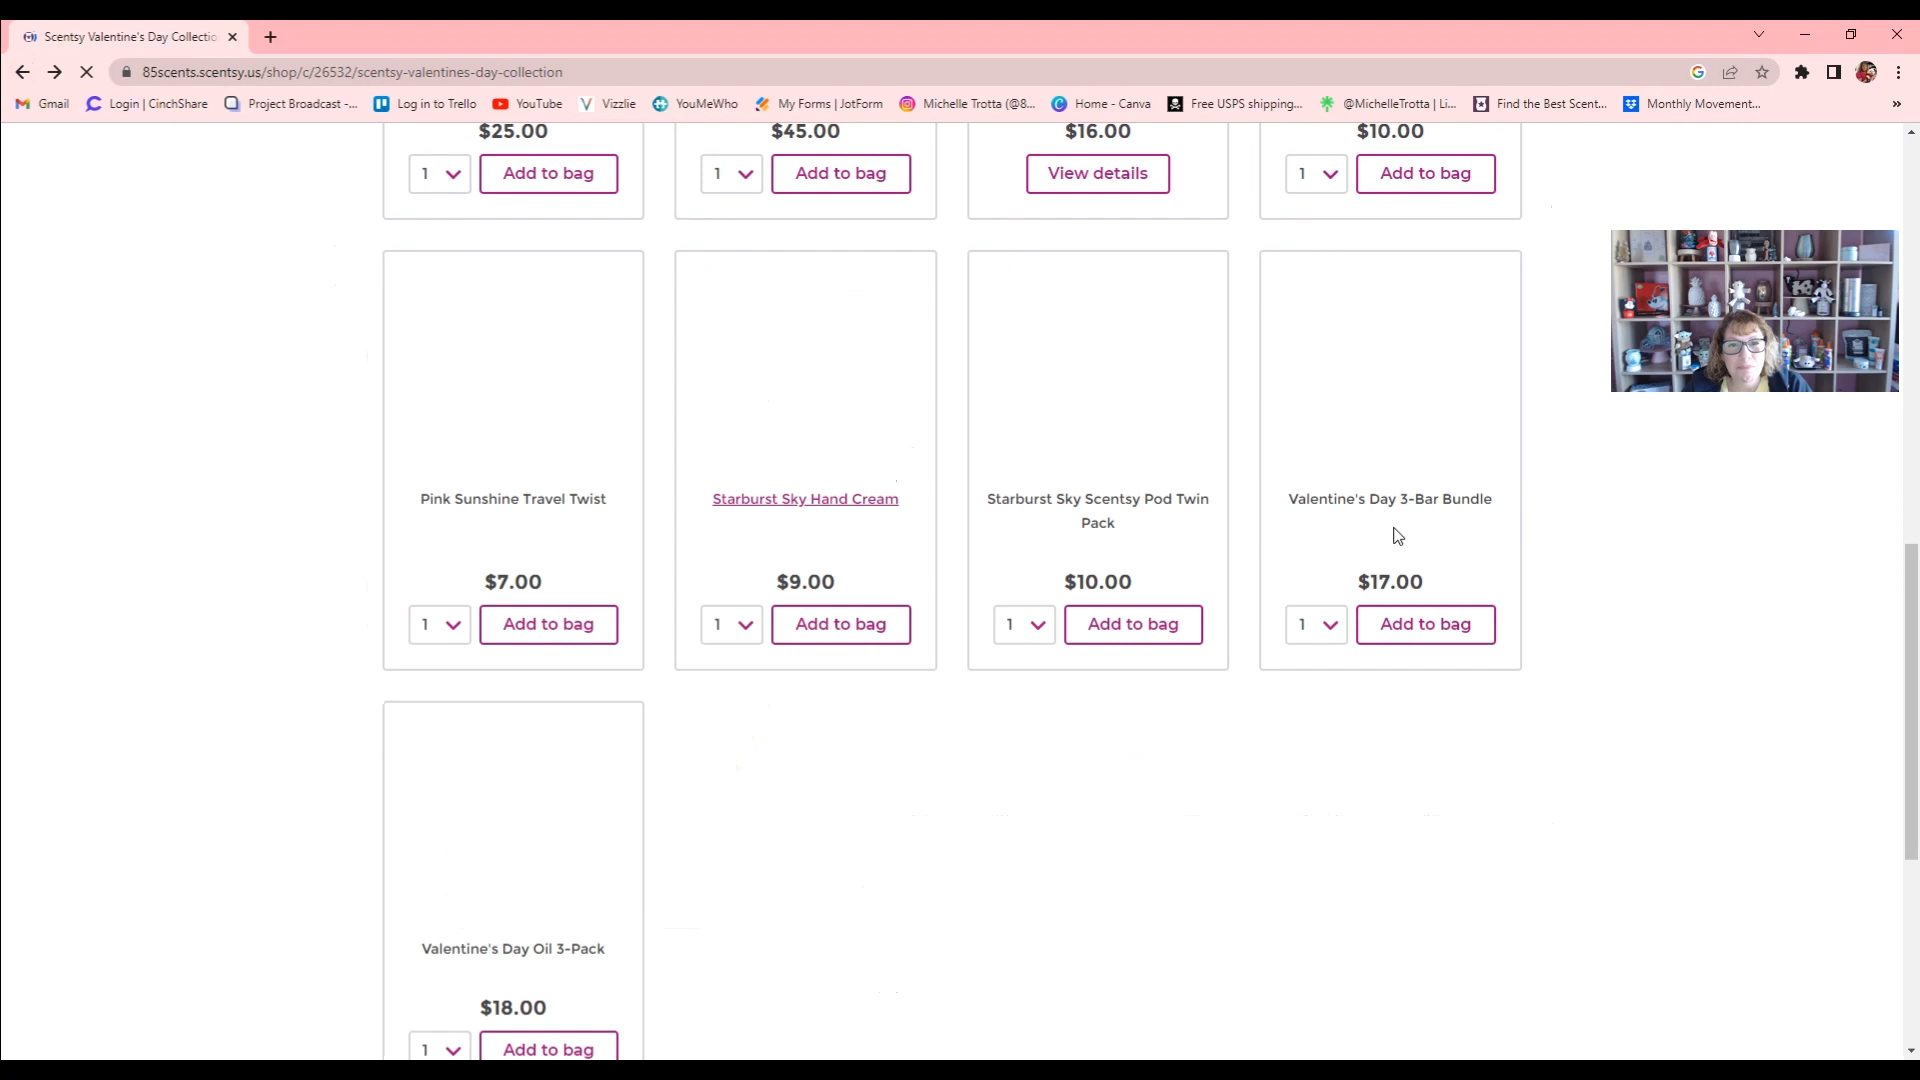 Scentsy Valentine's Day Collectio
85scents.scentsy.us/shop/c/26532/scentsy-valentines-day-collection
Gmail Login | CinchShare Project Broadcast -... Log in to Trello YouTube Vizzlie YouMeWho My Forms | JotForm Michelle Trotta (@8... Home - Canva Free USPS shipping... @MichelleTrotta | Li... Find the Best Scent... Monthly Movement... »
$25.00 $45.00 $16.00 $10.00
1 Add to bag 1 Add to bag View details 1 Add to bag
Pink Sunshine Travel Twist Starburst Sky Hand Cream Starburst Sky Scentsy Pod Twin Valentine's Day 3-Bar Bundle
Pack
$7.00 $9.00 $10.00 $17.00
1 Add to bag 1 Add to bag 1 Add to bag 1 Add to bag
Valentine's Day Oil 3-Pack
$18.00
1 Add to bag